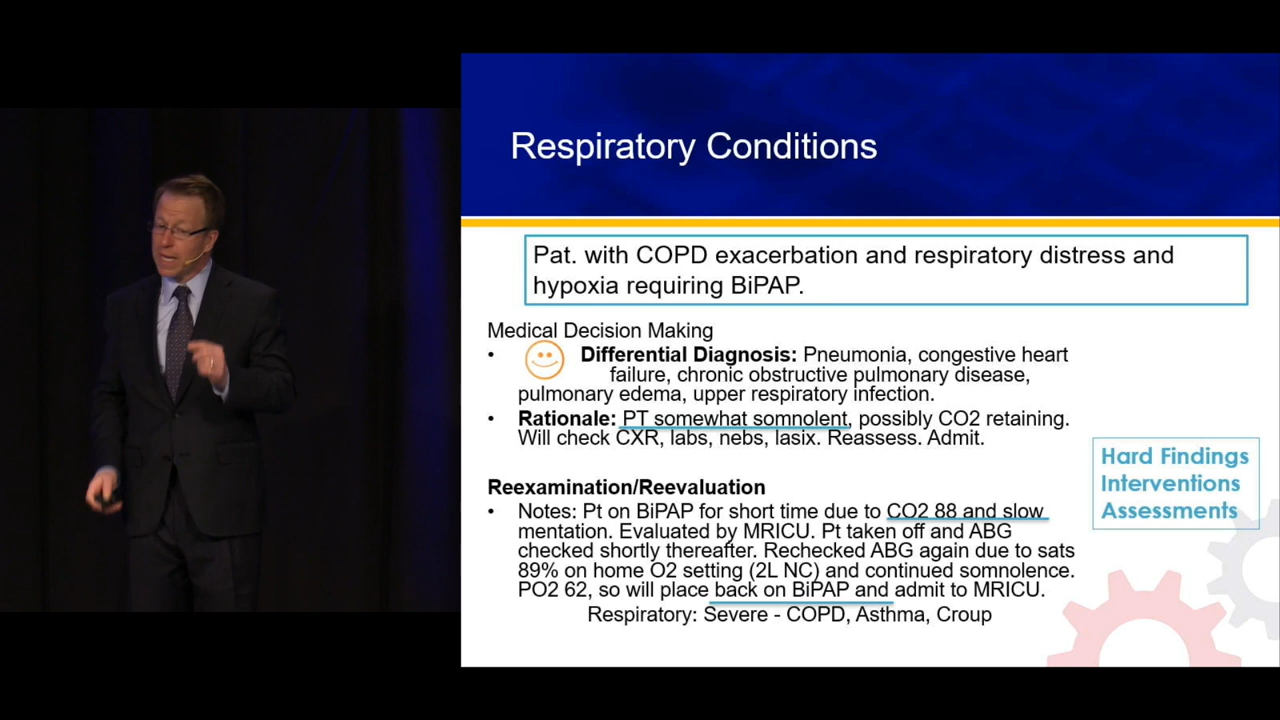 Respiratory Conditions
Pat. with COPD exacerbation and respiratory distress and
hypoxia requiring BiPAP.
Medical Decision Making
• Differential Diagnosis: Pneumonia, congestive heart
failure, chronic obstructive pulmonary disease,
pulmonary edema, upper respiratory infection.
• Rationale: PT somewhat somnolent, possibly CO2 retaining.
Will check CXR, labs, nebs, lasix. Reassess. Admit.
Hard Findings
Interventions
Assessments
Reexamination/Reevaluation
• Notes: Pt on BiPAP for short time due to CO2 88 and slow
mentation. Evaluated by MRICU. Pt taken off and ABG
checked shortly thereafter. Rechecked ABG again due to sats
89% on home O2 setting (2L NC) and continued somnolence.
PO2 62, so will place back on BiPAP and admit to MRICU.
Respiratory: Severe - COPD, Asthma, Croup